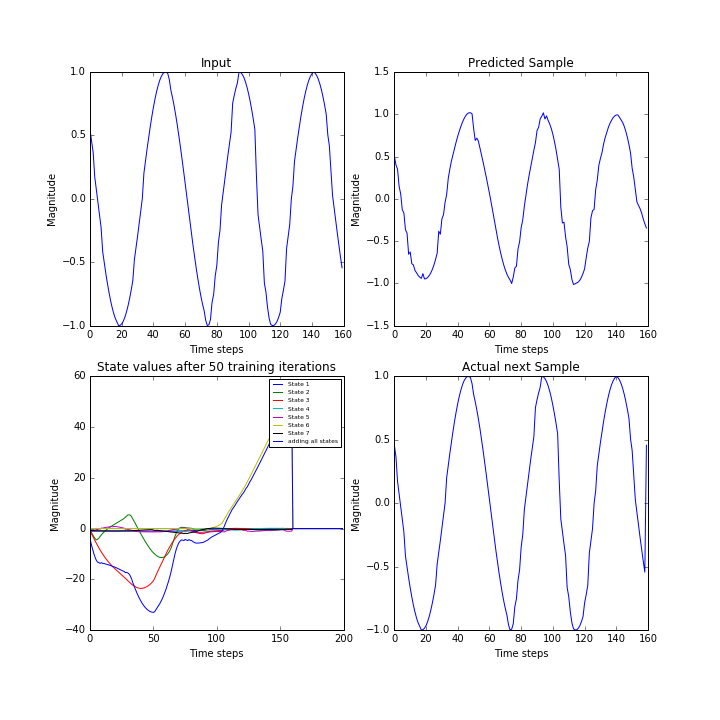 Input
Magnitude
1.0
0.5
0.0
−0.5
−1.0
0 20 40 60 80 100 120 140 160
Time steps
Predicted Sample
Magnitude
1.5
1.0
0.5
0.0
−0.5
−1.0
−1.5
0 20 40 60 80 100 120 140 160
Time steps
State values after 50 training iterations
Magnitude
60
40
20
0
−20
−40
0 50 100 150 200
Time steps
State 1
State 2
State 3
State 4
State 5
State 6
State 7
adding all states
Actual next Sample
Magnitude
1.0
0.5
0.0
−0.5
−1.0
0 20 40 60 80 100 120 140 160
Time steps